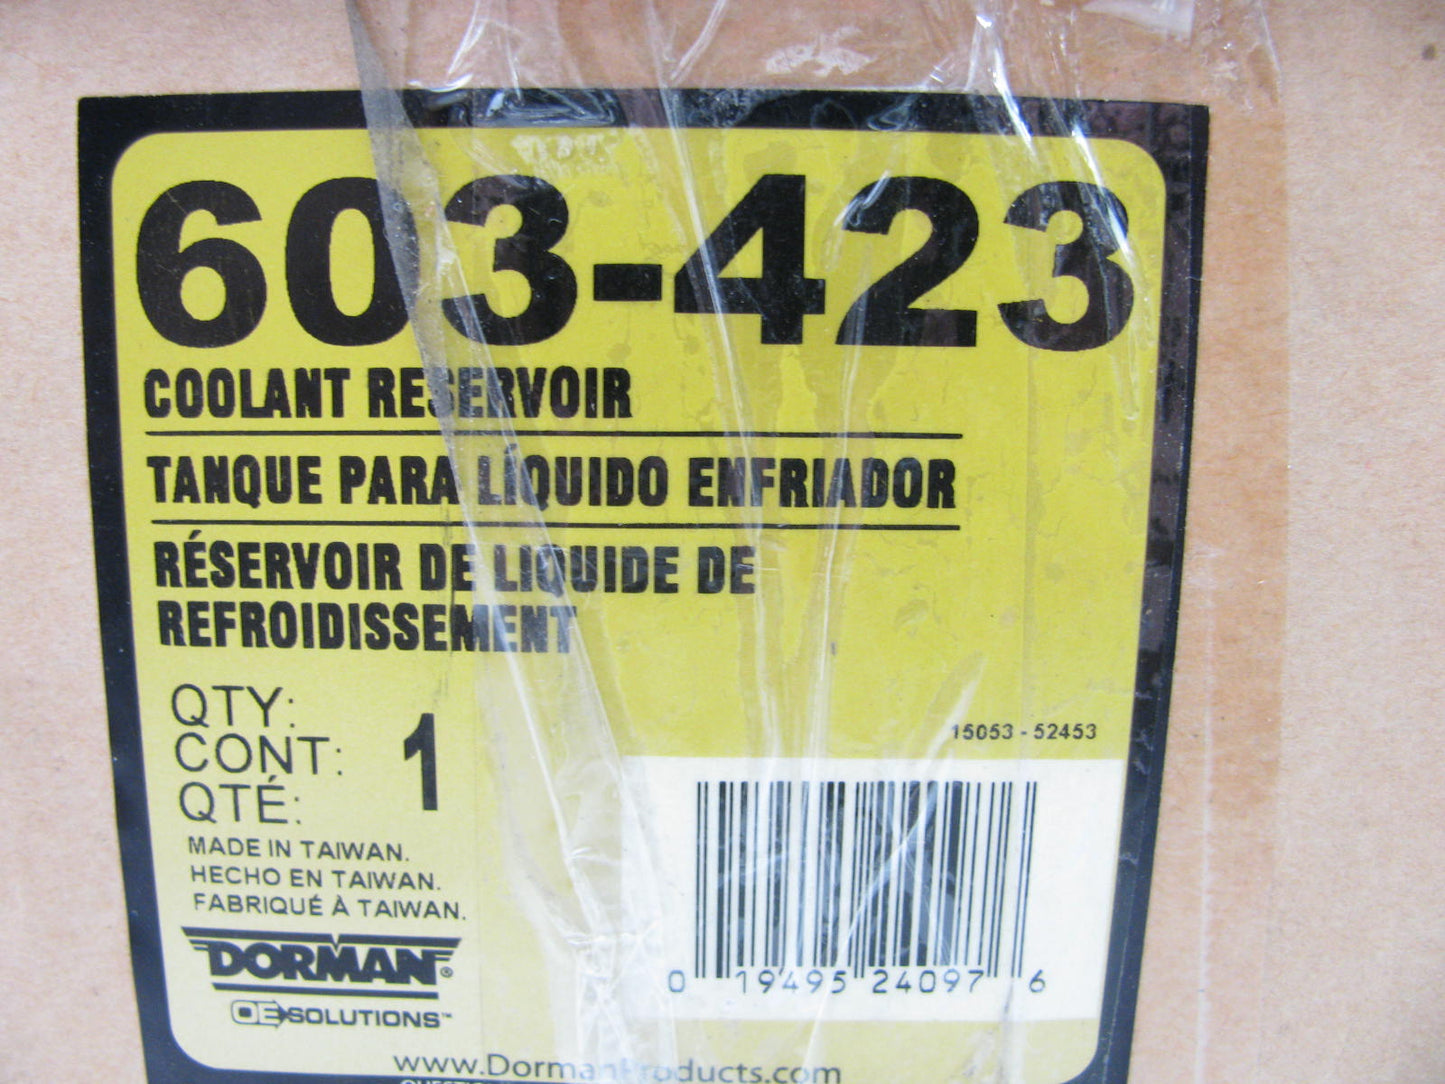 603-423
COOLANT RESERVOIR
TANQUE PARA LÍQUIDO ENFRIADOR
RÉSERVOIR DE LIQUIDE DE
REFROIDISSEMENT
QTY:
CONT: 1
QTÉ:
15053 - 52453
MADE IN TAIWAN.
HECHO EN TAIWAN.
FABRIQUÉ À TAIWAN.
DORMAN®
OE SOLUTIONS™
0 19495 24097 6
www.DormanProducts.com